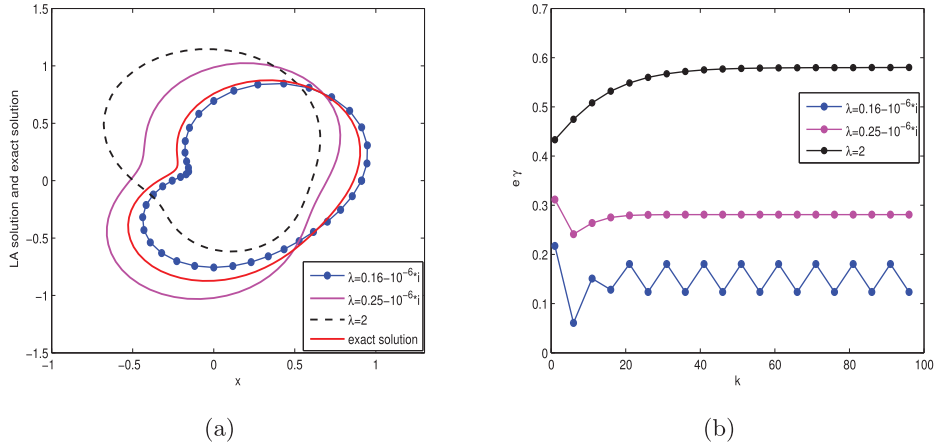 1.5
1
0.5
0
−0.5
−1
−1.5
−1
−0.5
0
0.5
1
LA solution and exact solution
x
λ=0.16−10⁻⁶*i
λ=0.25−10⁻⁶*i
λ=2
exact solution
(a)
0.7
0.6
0.5
0.4
0.3
0.2
0.1
0
0
20
40
60
80
100
e γ
k
λ=0.16−10⁻⁶*i
λ=0.25−10⁻⁶*i
λ=2
(b)